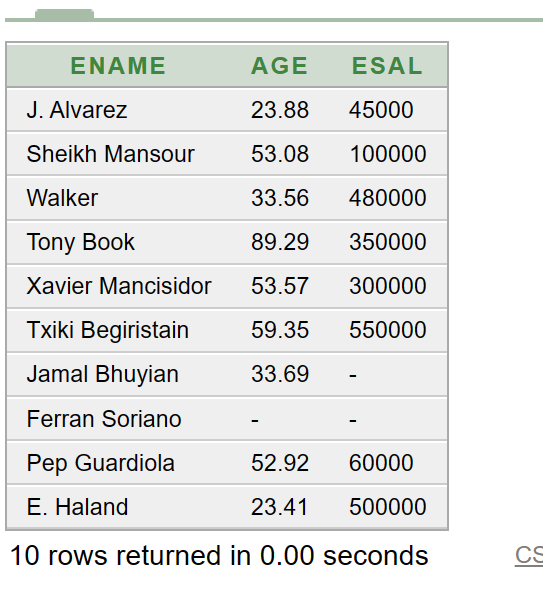 ENAME AGE ESAL
J. Alvarez 23.88 45000
Sheikh Mansour 53.08 100000
Walker 33.56 480000
Tony Book 89.29 350000
Xavier Mancisidor 53.57 300000
Txiki Begiristain 59.35 550000
Jamal Bhuyian 33.69 -
Ferran Soriano - -
Pep Guardiola 52.92 60000
E. Haland 23.41 500000
10 rows returned in 0.00 seconds CS